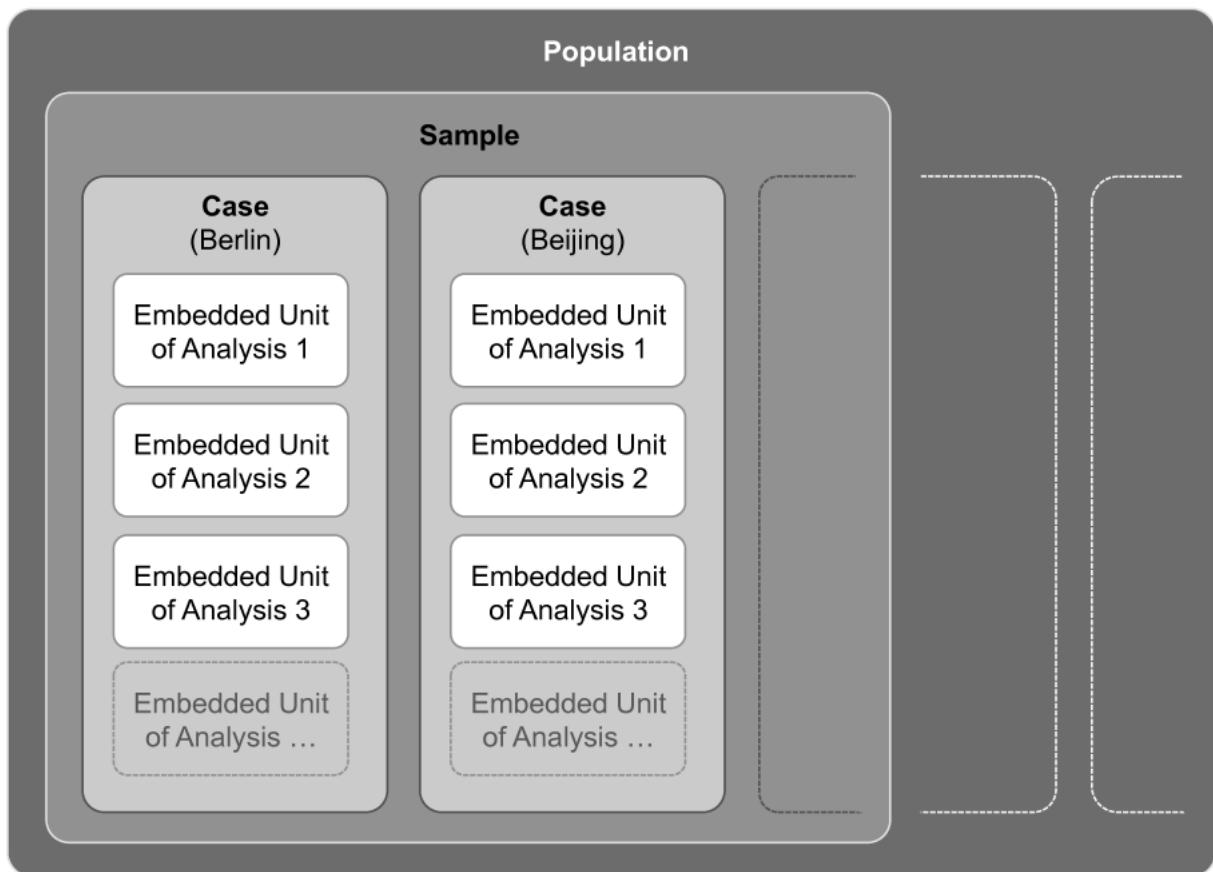 Population
Sample
Case
(Berlin)
Embedded Unit
of Analysis 1
Embedded Unit
of Analysis 2
Embedded Unit
of Analysis 3
Embedded Unit
of Analysis …
Case
(Beijing)
Embedded Unit
of Analysis 1
Embedded Unit
of Analysis 2
Embedded Unit
of Analysis 3
Embedded Unit
of Analysis …